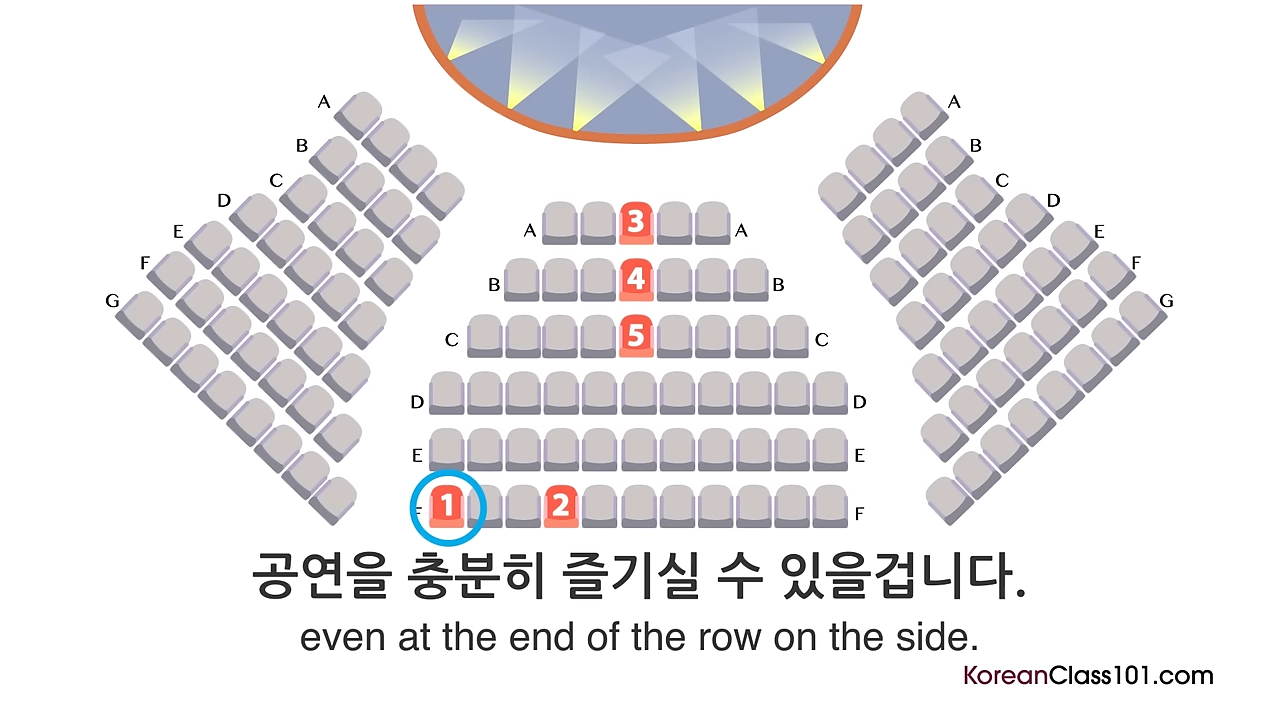 A
A
B
B
C
C
D
D
E
E
F
F
G
G
A 3 A
B 4 B
C 5 C
D D
E E
F 1 2 F
공연을 충분히 즐기실 수 있을겁니다.
even at the end of the row on the side.
KoreanClass101.com